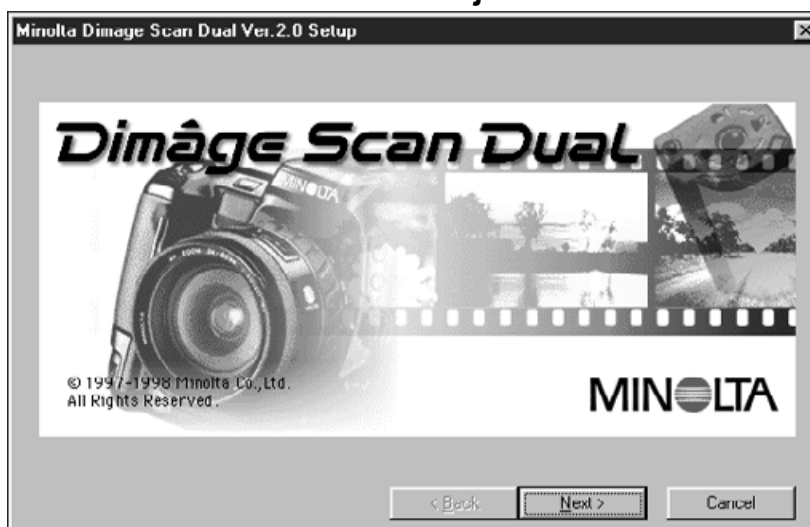 Minolta Dimage Scan Dual Ver.2.0 Setup
Dimâge Scan Dual
MINOLTA
© 1997-1998 Minolta Co.,Ltd.
All Rights Reserved.
MINOLTA
< Back
Next >
Cancel